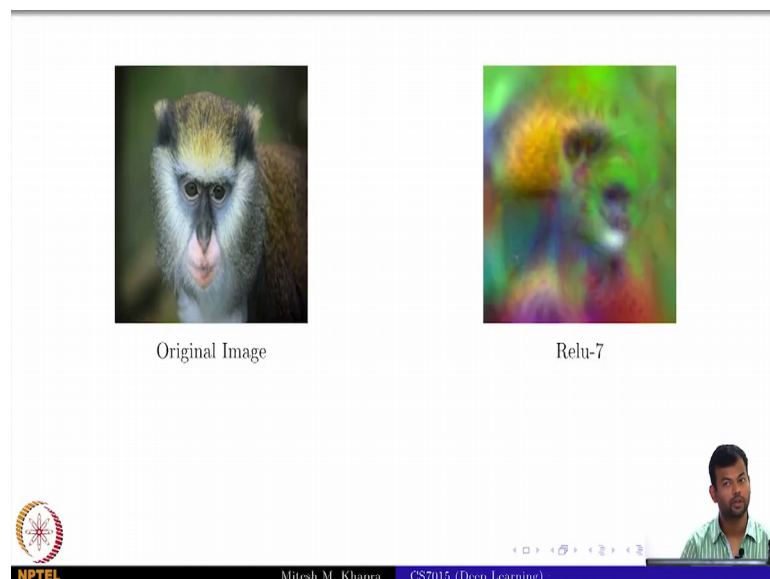 Original Image
Relu-7
NPTEL
Mitesh M. Khapra
CS7015 (Deep Learning)